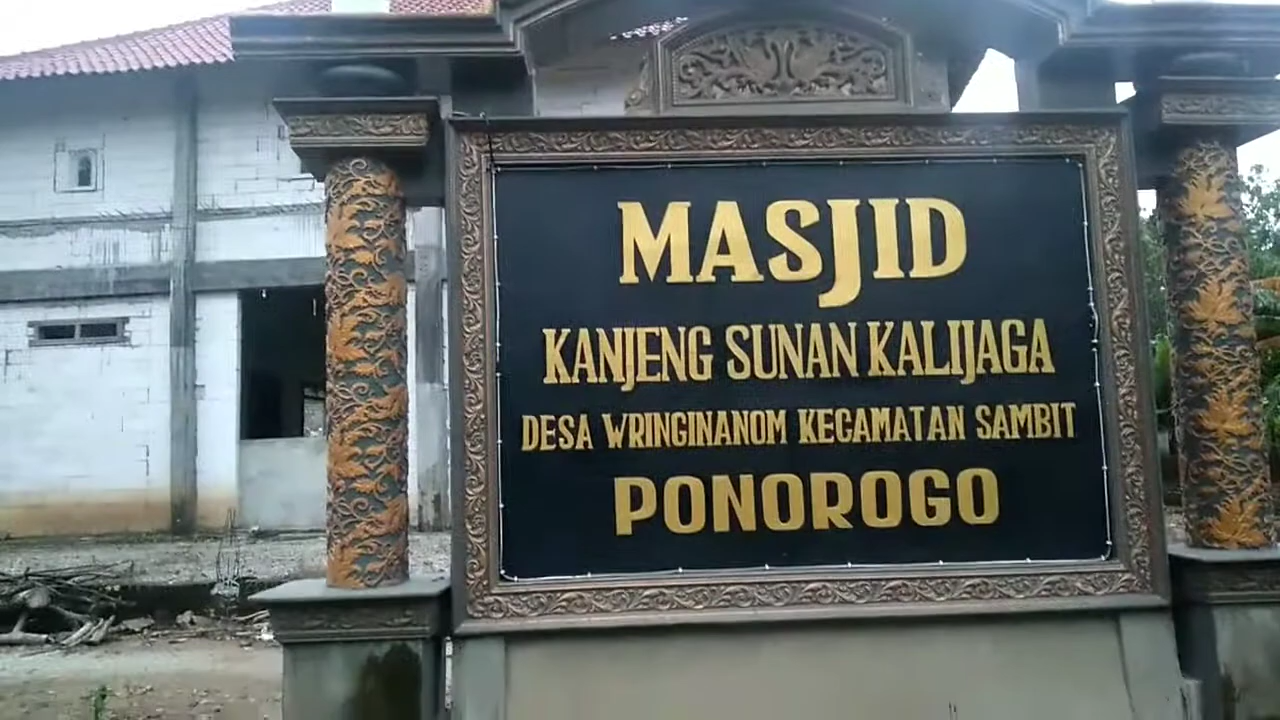 MASJID
KANJENG SUNAN KALIJAGA
DESA WRINGINANOM KECAMATAN SAMBIT
PONOROGO